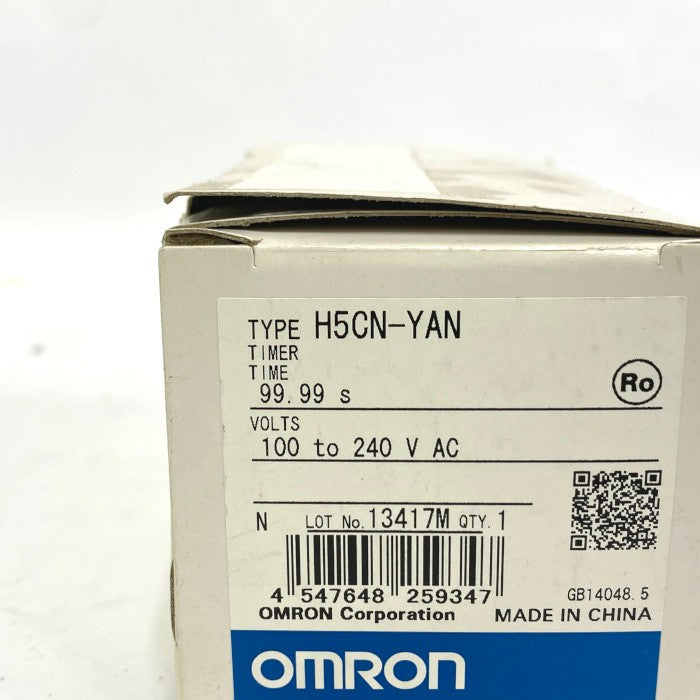 TYPE H5CN-YAN
TIMER
TIME
99.99 s
Ro
VOLTS
100 to 240 V AC
N LOT No. 13417M QTY. 1
4 547648 259347
GB14048.5
OMRON Corporation MADE IN CHINA
OMRON